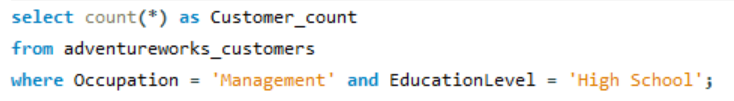 select count(*) as Customer_count
from adventureworks_customers
where Occupation = 'Management' and EducationLevel = 'High School';